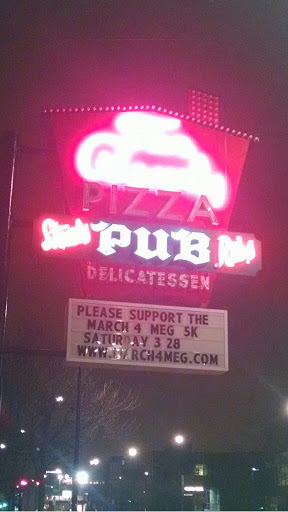 PIZZA
Steaks PUB Ribs
DELICATESSEN
PLEASE SUPPORT THE
MARCH 4 MEG 5K
SATURDAY 3 28
WWW.MARCH4MEG.COM